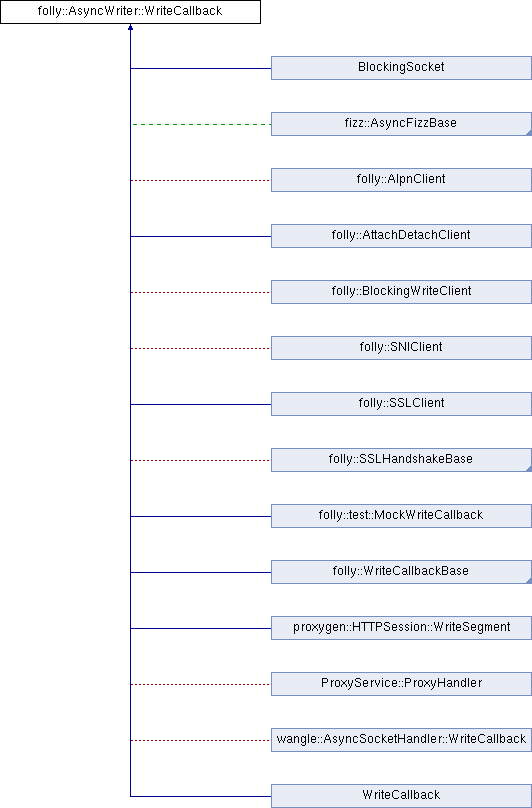 folly::AsyncWriter::WriteCallback
BlockingSocket
fizz::AsyncFizzBase
folly::AlpnClient
folly::AttachDetachClient
folly::BlockingWriteClient
folly::SNIClient
folly::SSLClient
folly::SSLHandshakeBase
folly::test::MockWriteCallback
folly::WriteCallbackBase
proxygen::HTTPSession::WriteSegment
ProxyService::ProxyHandler
wangle::AsyncSocketHandler::WriteCallback
WriteCallback